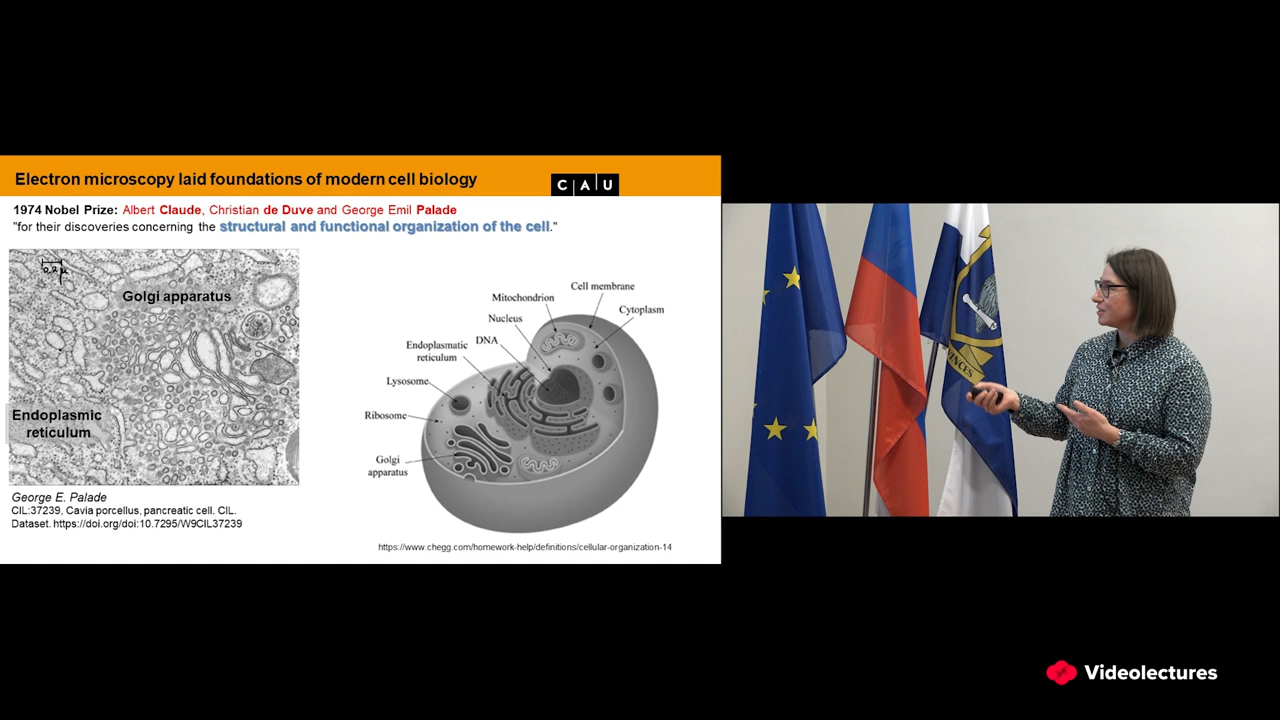 Electron microscopy laid foundations of modern cell biology
C A U
1974 Nobel Prize: Albert Claude, Christian de Duve and George Emil Palade
"for their discoveries concerning the structural and functional organization of the cell."
0,2 μ
Golgi apparatus
Endoplasmic
reticulum
George E. Palade
CIL:37239, Cavia porcellus, pancreatic cell. CIL.
Dataset. https://doi.org/doi:10.7295/W9CIL37239
Cell membrane
Mitochondrion
Cytoplasm
Nucleus
DNA
Endoplasmatic
reticulum
Lysosome
Ribosome
Golgi
apparatus
https://www.chegg.com/homework-help/definitions/cellular-organization-14
Videolectures